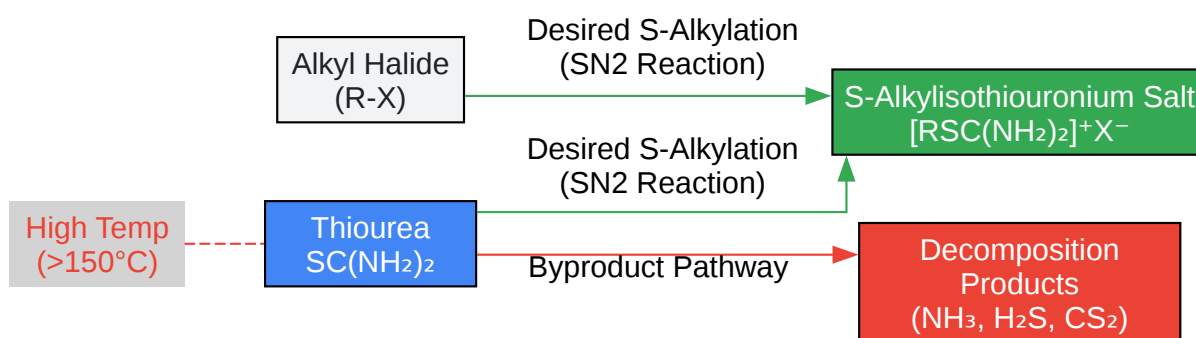 Desired S-Alkylation
(SN2 Reaction)
Alkyl Halide
(R-X)
S-Alkylisothiouronium Salt
[RSC(NH₂)₂]⁺X⁻
Desired S-Alkylation
(SN2 Reaction)
High Temp
(>150°C)
Thiourea
SC(NH₂)₂
Byproduct Pathway
Decomposition
Products
(NH₃, H₂S, CS₂)